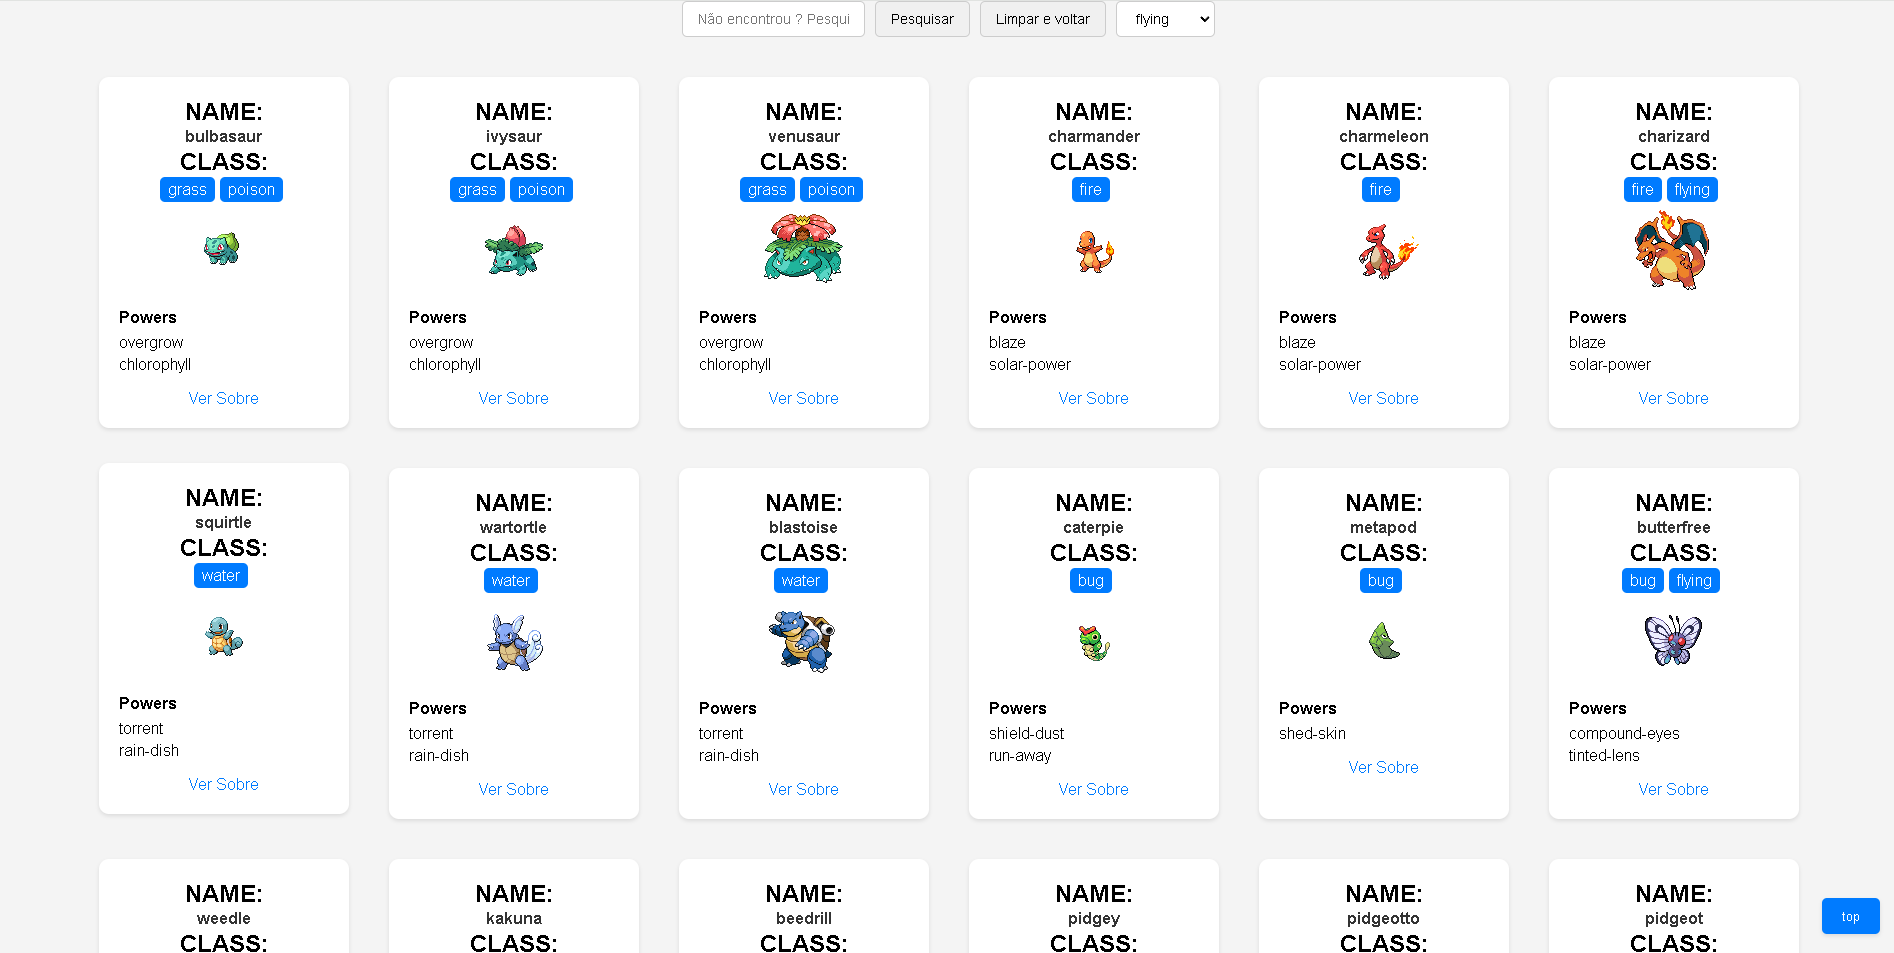 Não encontrou ? Pesqui
Pesquisar
Limpar e voltar
flying
NAME:
bulbasaur
CLASS:
grass poison
Powers
overgrow
chlorophyll
Ver Sobre
NAME:
ivysaur
CLASS:
grass poison
Powers
overgrow
chlorophyll
Ver Sobre
NAME:
venusaur
CLASS:
grass poison
Powers
overgrow
chlorophyll
Ver Sobre
NAME:
charmander
CLASS:
fire
Powers
blaze
solar-power
Ver Sobre
NAME:
charmeleon
CLASS:
fire
Powers
blaze
solar-power
Ver Sobre
NAME:
charizard
CLASS:
fire flying
Powers
blaze
solar-power
Ver Sobre
NAME:
squirtle
CLASS:
water
Powers
torrent
rain-dish
Ver Sobre
NAME:
wartortle
CLASS:
water
Powers
torrent
rain-dish
Ver Sobre
NAME:
blastoise
CLASS:
water
Powers
torrent
rain-dish
Ver Sobre
NAME:
caterpie
CLASS:
bug
Powers
shield-dust
run-away
Ver Sobre
NAME:
metapod
CLASS:
bug
Powers
shed-skin
Ver Sobre
NAME:
butterfree
CLASS:
bug flying
Powers
compound-eyes
tinted-lens
Ver Sobre
NAME:
weedle
CLASS:
NAME:
kakuna
CLASS:
NAME:
beedrill
CLASS:
NAME:
pidgey
CLASS:
NAME:
pidgeotto
CLASS:
NAME:
pidgeot
CLASS:
top